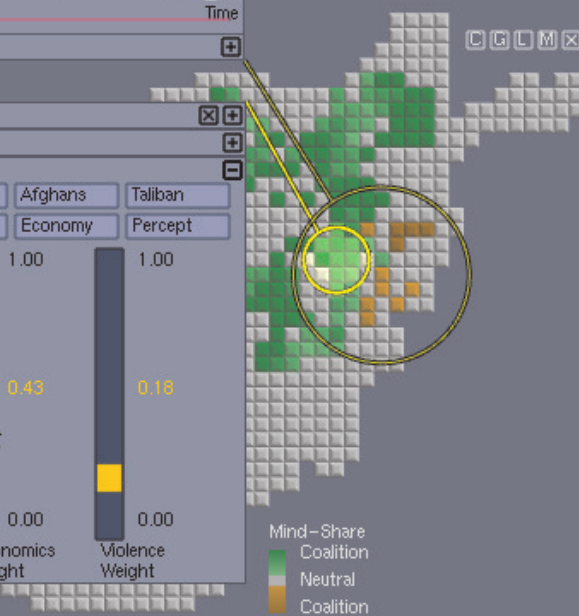 Time
C G L M X
Afghans Taliban
Economy Percept
1.00 1.00
0.43 0.18
0.00 0.00
nomics Violence
ght Weight
Mind-Share
Coalition
Neutral
Coalition